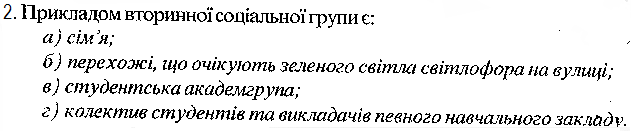 2. Прикладом вторинної соціальної групи є:
а) сім'я;
б) перехожі, що очікують зеленого світла світлофора на вулиці;
в) студентська академгрупа;
г) колектив студентів та викладачів певного навчального закладу.